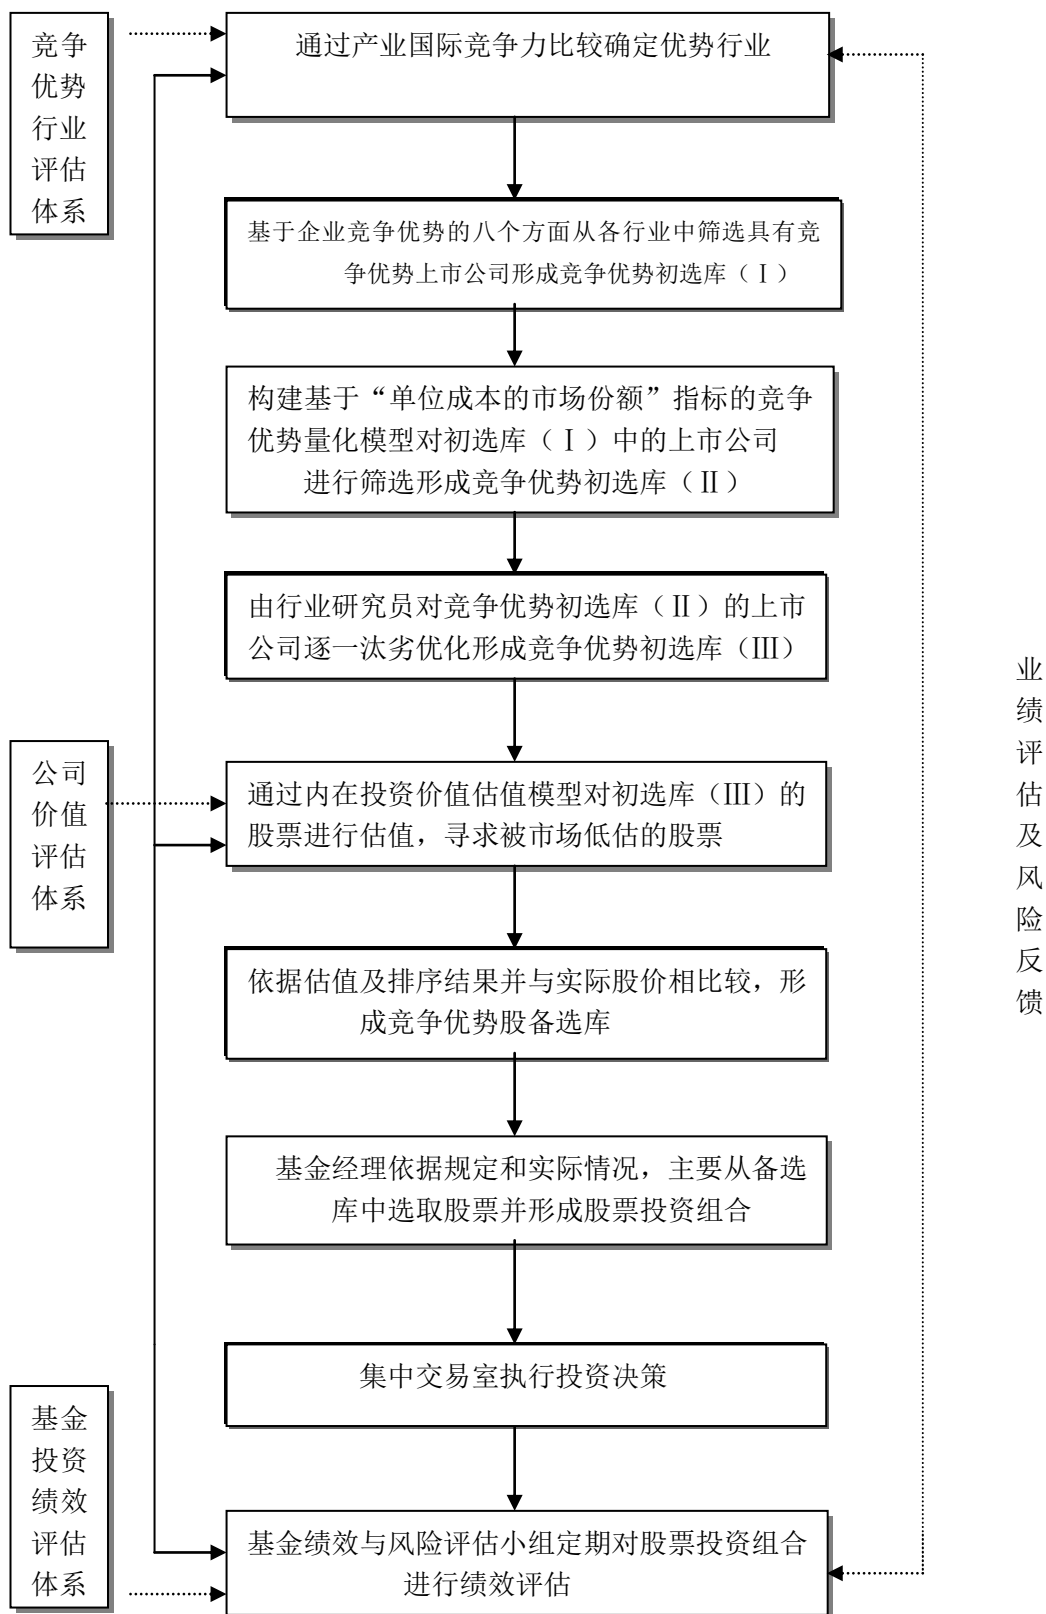 竞争
优势
行业
评估
体系
通过产业国际竞争力比较确定优势行业
基于企业竞争优势的八个方面从各行业中筛选具有竞
争优势上市公司形成竞争优势初选库（Ⅰ）
构建基于“单位成本的市场份额”指标的竞争
优势量化模型对初选库（Ⅰ）中的上市公司
进行筛选形成竞争优势初选库（Ⅱ）
由行业研究员对竞争优势初选库（Ⅱ）的上市
公司逐一汰劣优化形成竞争优势初选库（Ⅲ）
公司
价值
评估
体系
通过内在投资价值估值模型对初选库（Ⅲ）的
股票进行估值，寻求被市场低估的股票
依据估值及排序结果并与实际股价相比较，形
成竞争优势股备选库
基金经理依据规定和实际情况，主要从备选
库中选取股票并形成股票投资组合
集中交易室执行投资决策
基金
投资
绩效
评估
体系
基金绩效与风险评估小组定期对股票投资组合
进行绩效评估
业
绩
评
估
及
风
险
反
馈